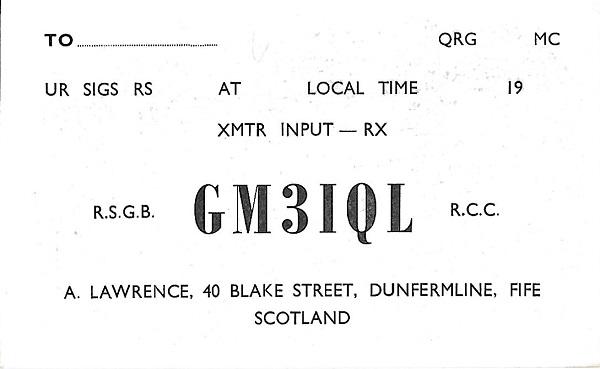 TO........................................ QRG MC
UR SIGS RS AT LOCAL TIME 19
XMTR INPUT — RX
R.S.G.B. GM3IQL R.C.C.
A. LAWRENCE, 40 BLAKE STREET, DUNFERMLINE, FIFE
SCOTLAND